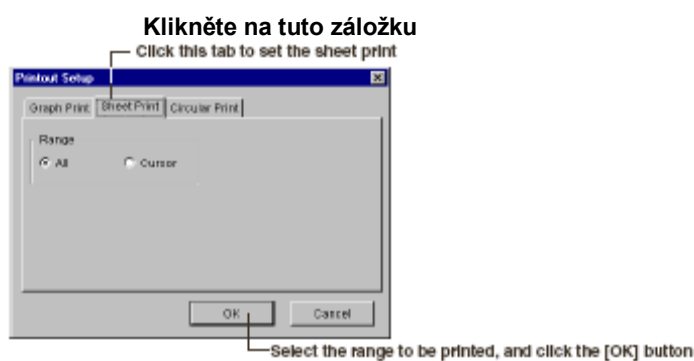 Klikněte na tuto záložku
Click this tab to set the sheet print
Printout Setup
Graph Print Sheet Print Circular Print
Range
All Cursor
OK Cancel
Select the range to be printed, and click the [OK] button